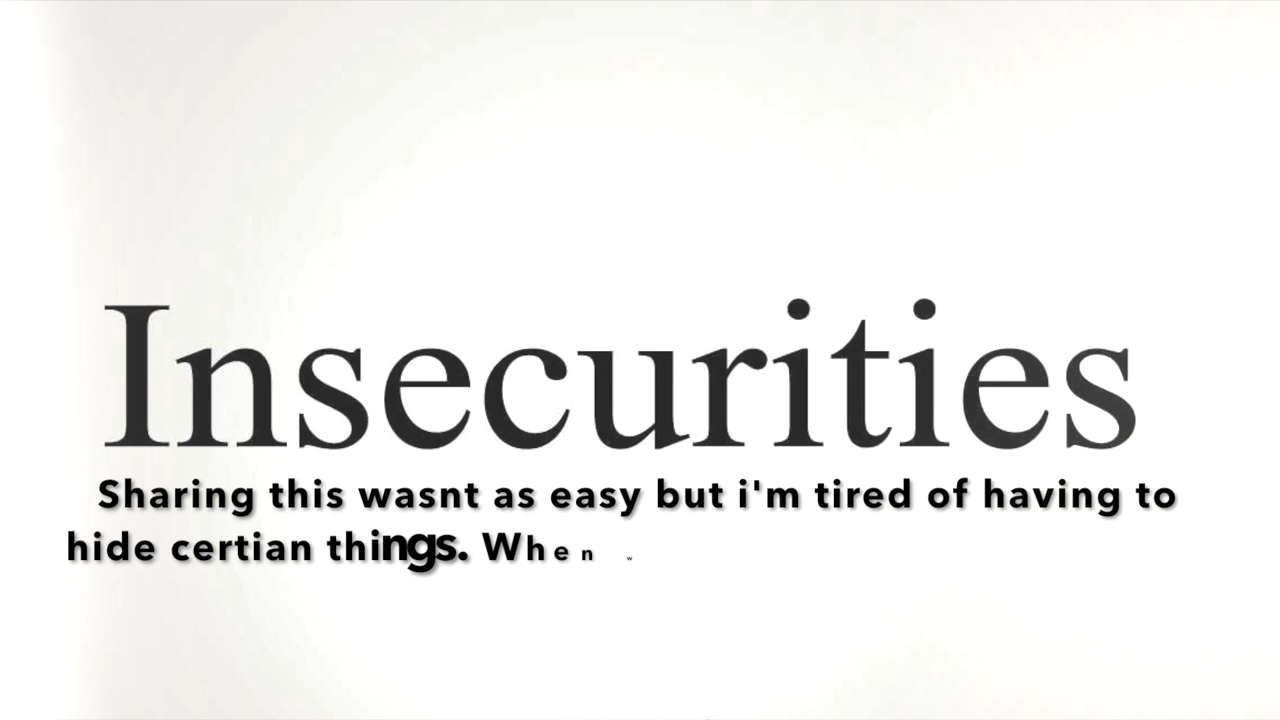 Insecurities
Sharing this wasnt as easy but i'm tired of having to
hide certian things. When w